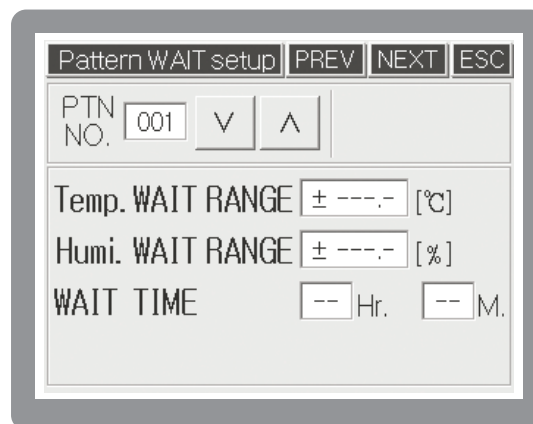 Pattern WAIT setup PREV NEXT ESC
PTN
NO. 001 ∨ ∧
Temp. WAIT RANGE ± ---.- [℃]
Humi. WAIT RANGE ± ---.- [%]
WAIT TIME -- Hr. -- M.